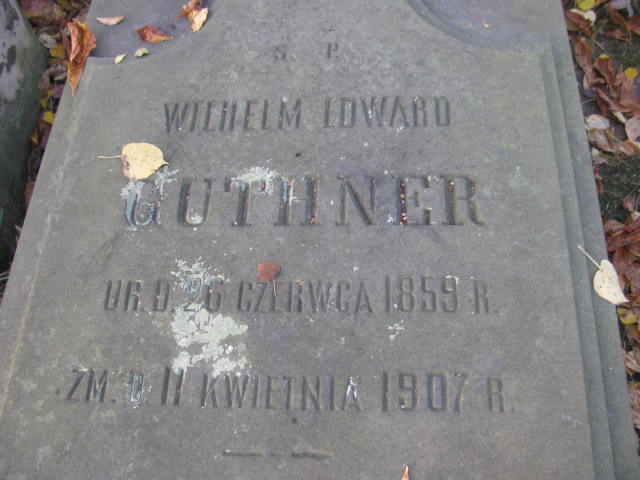 S. P.
WILHELM EDWARD
GUTHNER
UR. D. 26 CZERWCA 1859 R.
ZM. D. 11 KWIETNIA 1907 R.